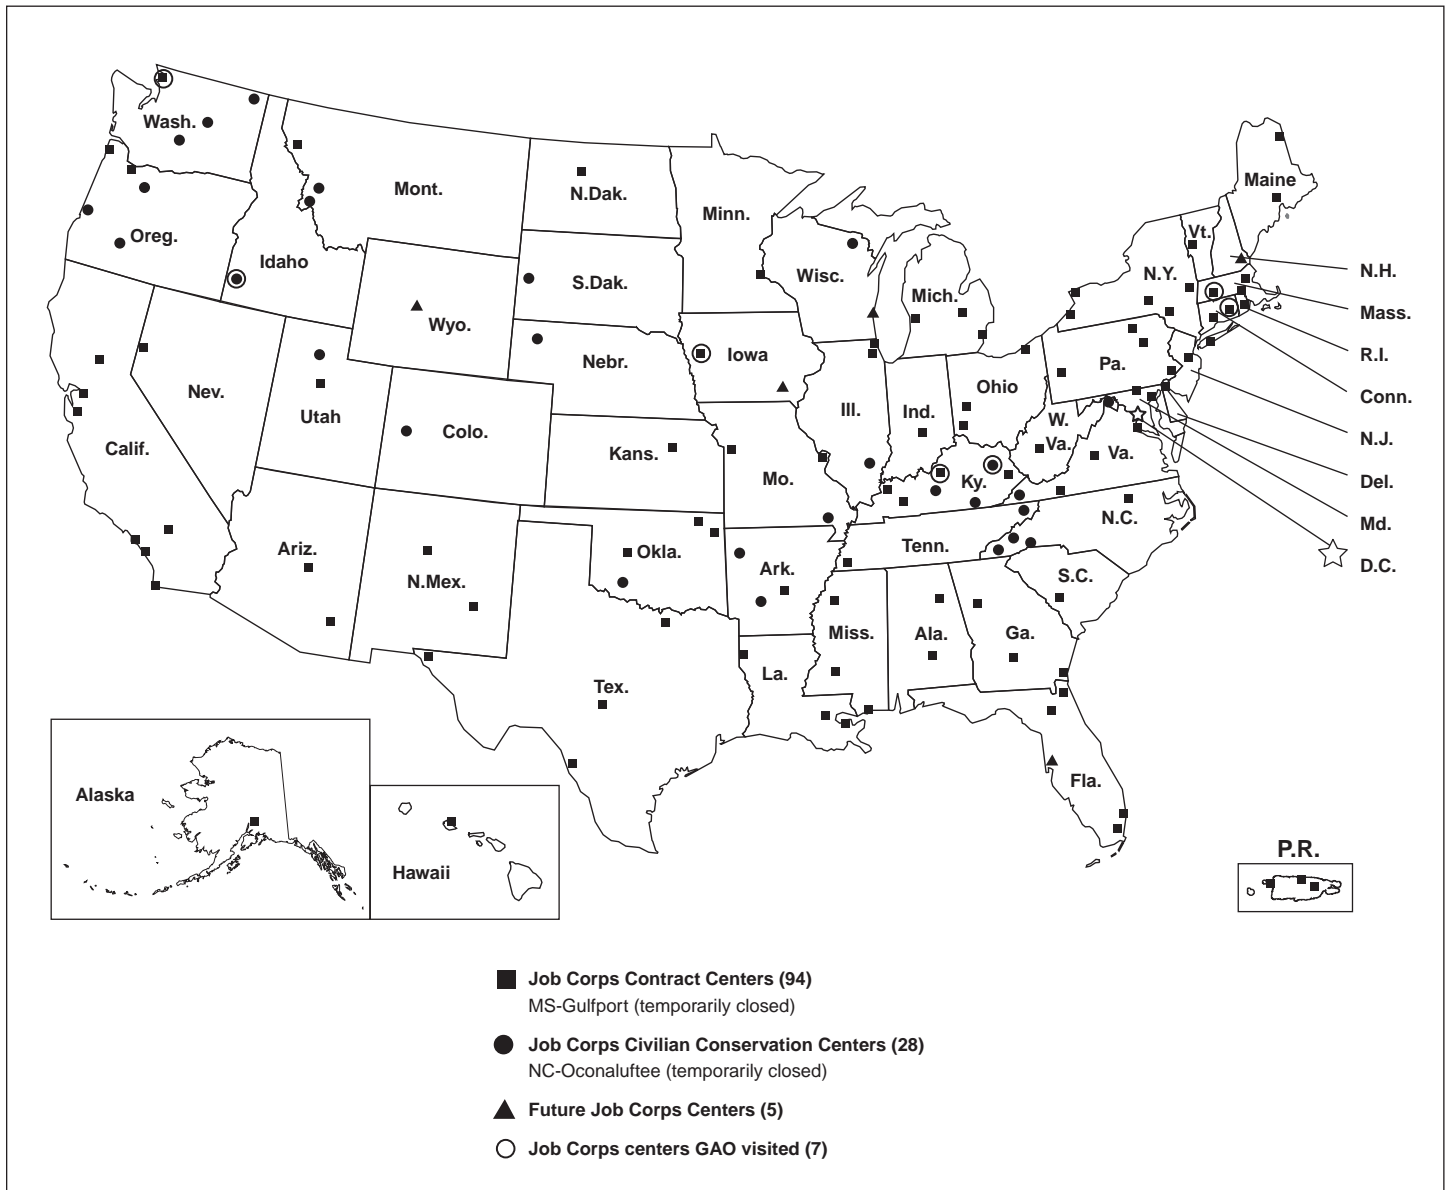 Wash.
Mont.
N.Dak.
Minn.
Maine
Vt.
Oreg.
Idaho
Wyo.
S.Dak.
Wisc.
Mich.
N.Y.
N.H.
Mass.
R.I.
Conn.
N.J.
Del.
Md.
D.C.
Nev.
Utah
Colo.
Nebr.
Iowa
Ill.
Ind.
Ohio
Pa.
W.
Va.
Va.
Calif.
Kans.
Mo.
Ky.
N.C.
Ariz.
N.Mex.
Okla.
Ark.
Tenn.
S.C.
Tex.
La.
Miss.
Ala.
Ga.
Fla.
Alaska
Hawaii
P.R.
Job Corps Contract Centers (94)
MS-Gulfport (temporarily closed)
Job Corps Civilian Conservation Centers (28)
NC-Oconaluftee (temporarily closed)
Future Job Corps Centers (5)
Job Corps centers GAO visited (7)